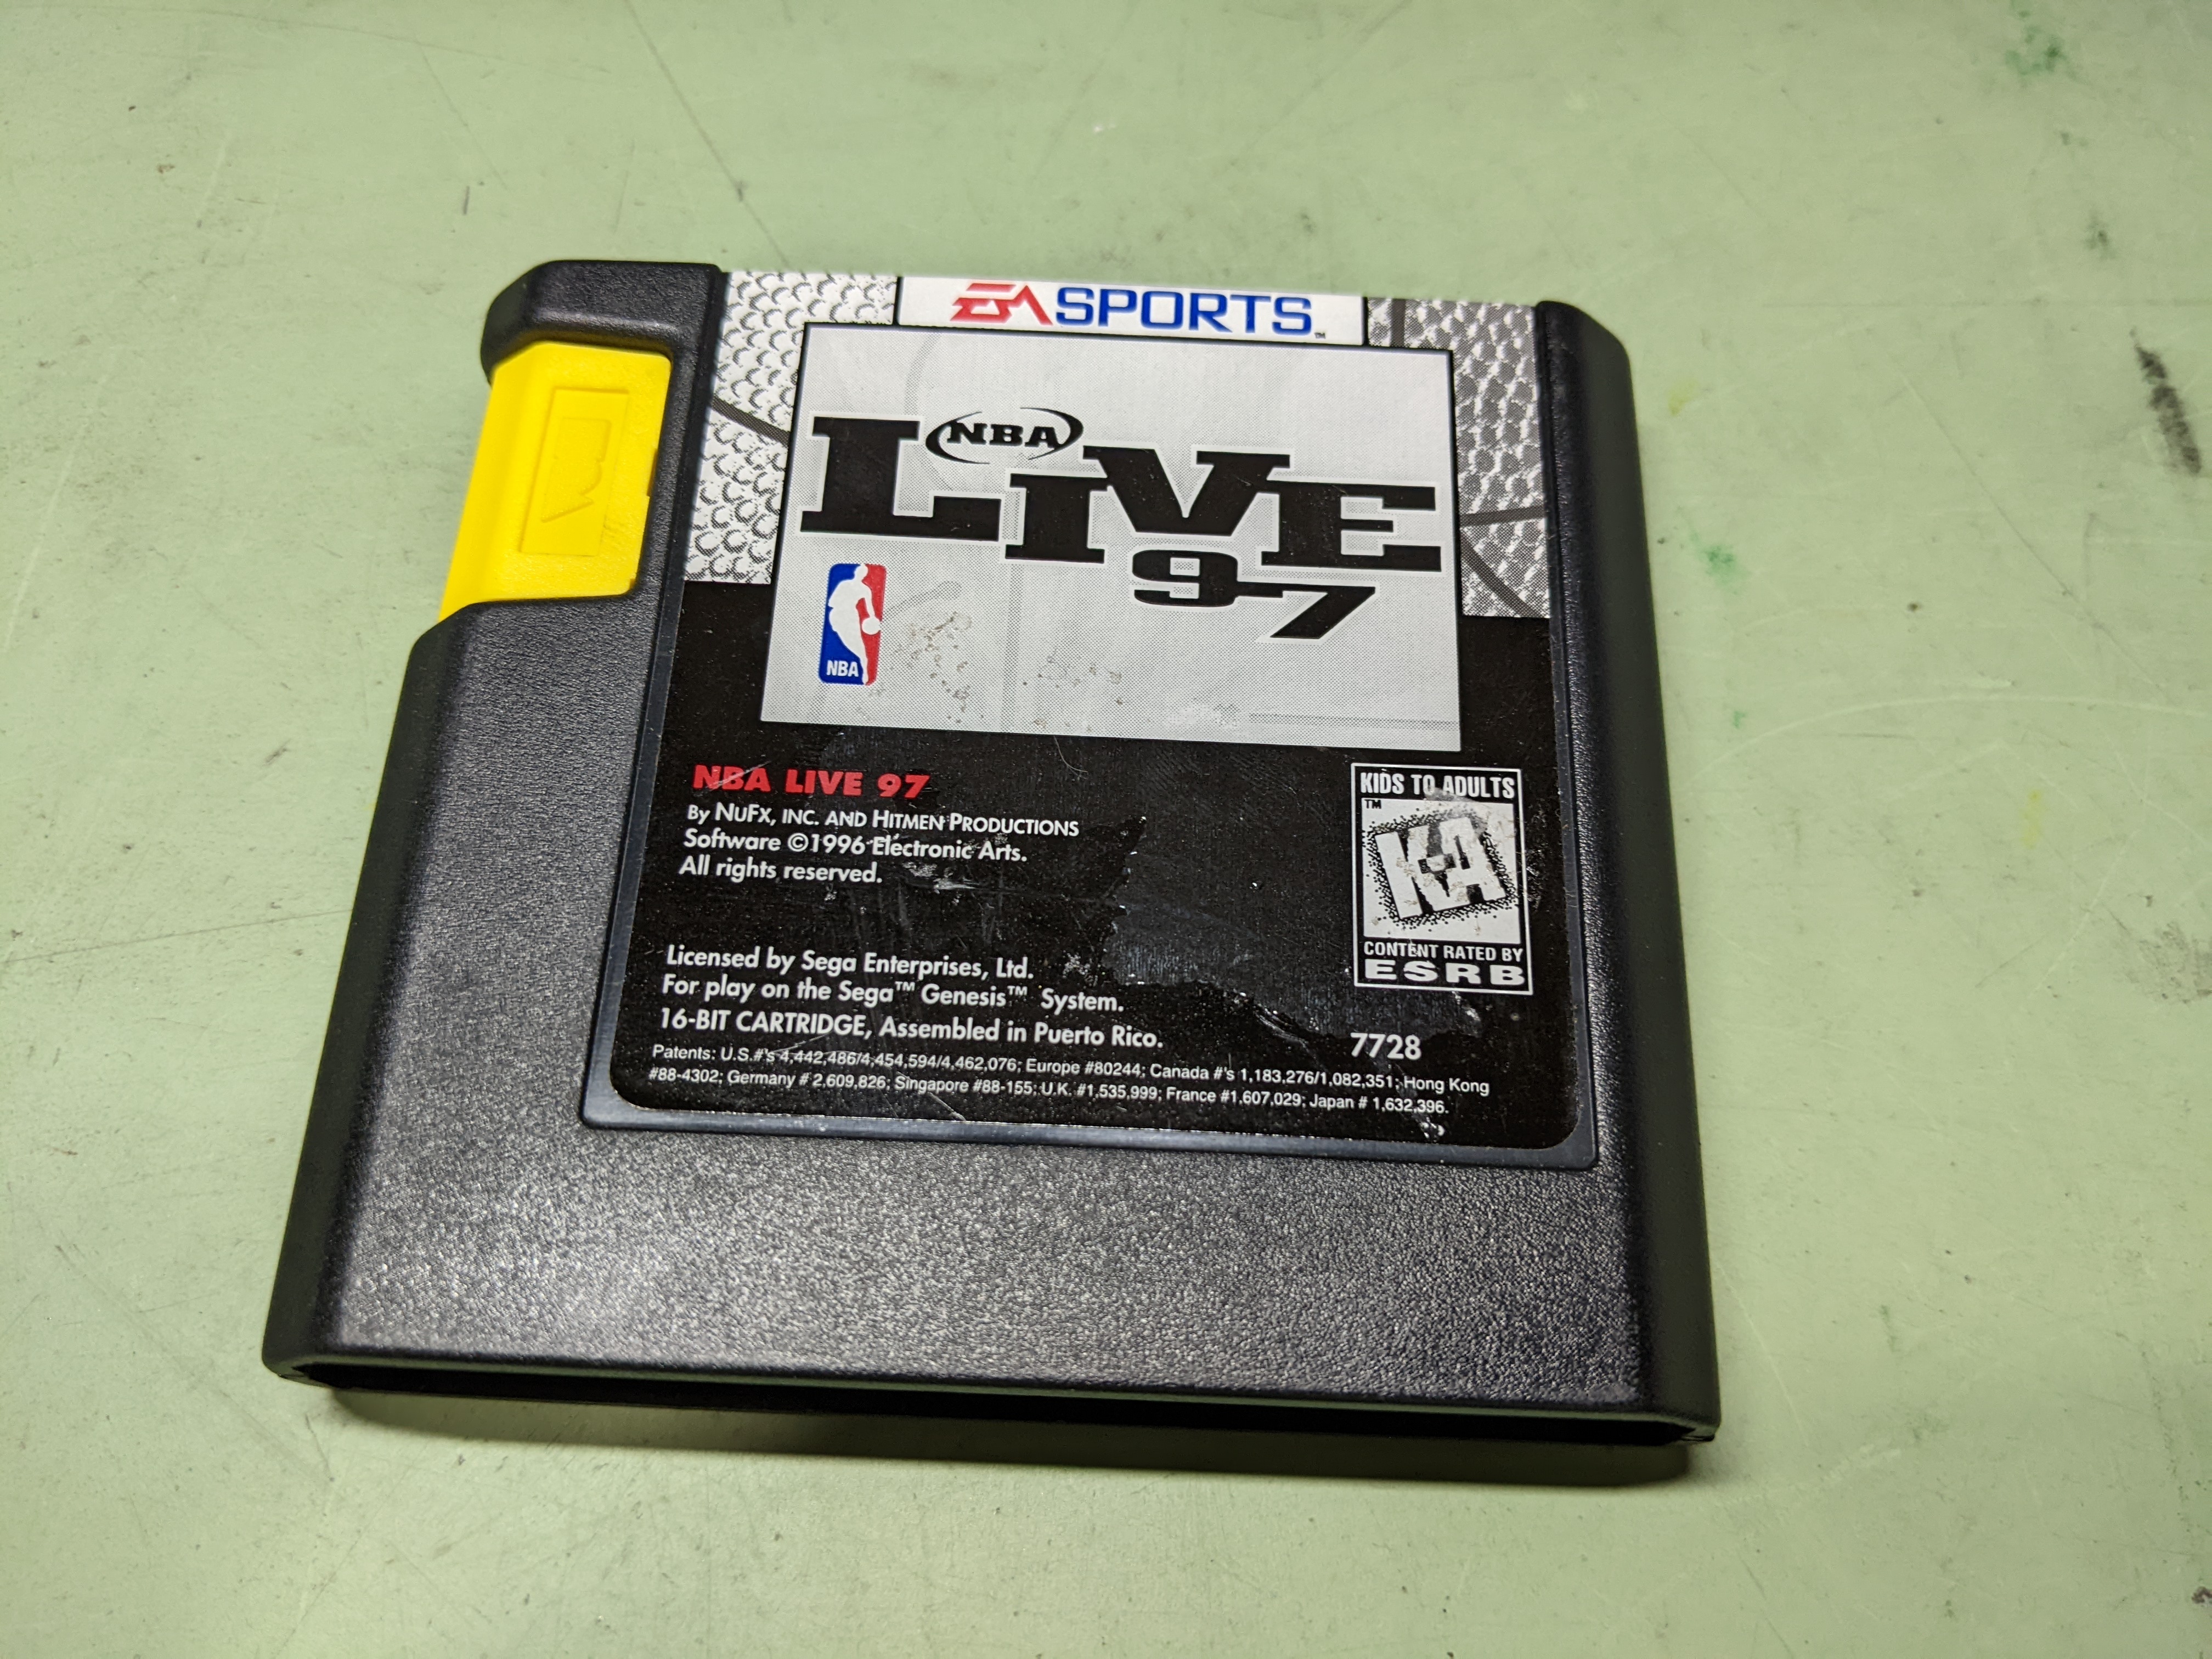 EA SPORTS™
NBA
LIVE
97
NBA
NBA LIVE 97
By NuFX, INC. AND HITMEN PRODUCTIONS
Software ©1996 Electronic Arts.
All rights reserved.
KIDS TO ADULTS
™
K-A
CONTENT RATED BY
ESRB
Licensed by Sega Enterprises, Ltd.
For play on the Sega™ Genesis™ System.
16-BIT CARTRIDGE, Assembled in Puerto Rico.
7728
Patents: U.S.#'s 4,442,486/4,454,594/4,462,076; Europe #80244; Canada #'s 1,183,276/1,082,351; Hong Kong
#88-4302; Germany # 2,609,826; Singapore #88-155; U.K. #1,535,999; France #1,607,029; Japan # 1,632,396.